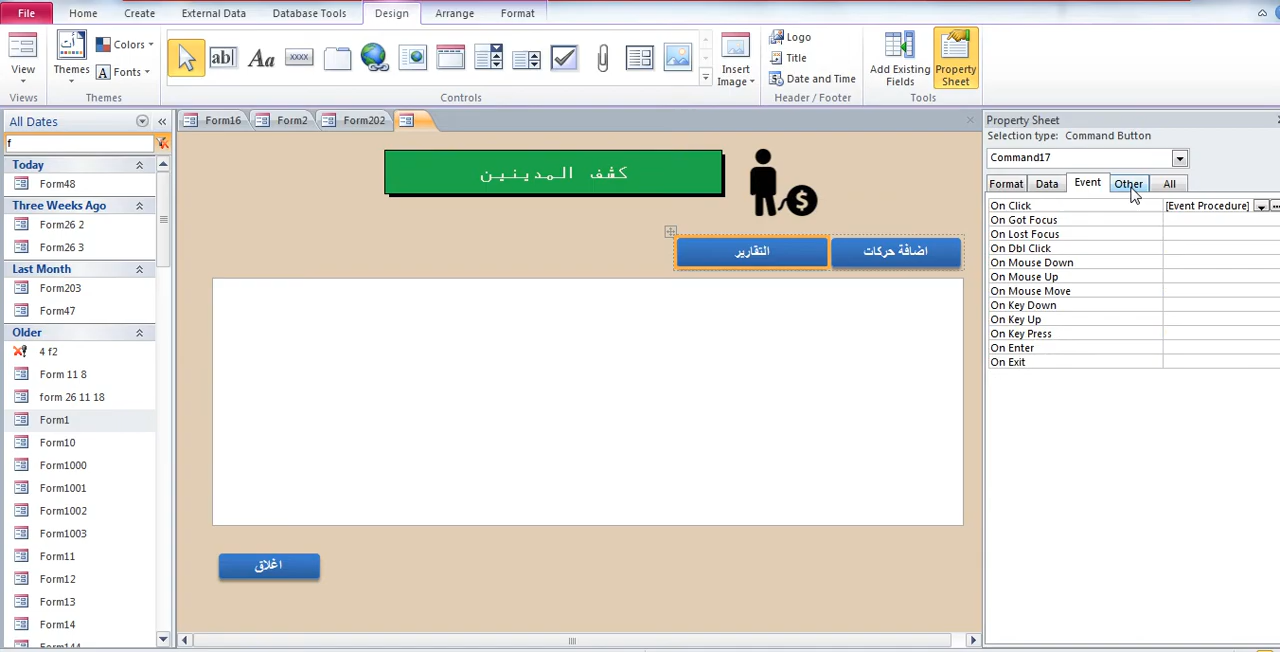 File Home Create External Data Database Tools Design Arrange Format
View
Views
Themes
Colors
Fonts
Themes
ab| Aa xxxx
Controls
Insert Image
Logo
Title
Date and Time
Header / Footer
Add Existing Fields
Property Sheet
Tools
All Dates
f
Today
Form48
Three Weeks Ago
Form26 2
Form26 3
Last Month
Form203
Form47
Older
4 f2
Form 11 8
form 26 11 18
Form1
Form10
Form1000
Form1001
Form1002
Form1003
Form11
Form12
Form13
Form14
Form16 Form2 Form202
كشف المدينين
$
اضافة حركات
التقارير
اغلاق
Property Sheet
Selection type: Command Button
Command17
Format Data Event Other All
On Click [Event Procedure]
On Got Focus
On Lost Focus
On Dbl Click
On Mouse Down
On Mouse Up
On Mouse Move
On Key Down
On Key Up
On Key Press
On Enter
On Exit